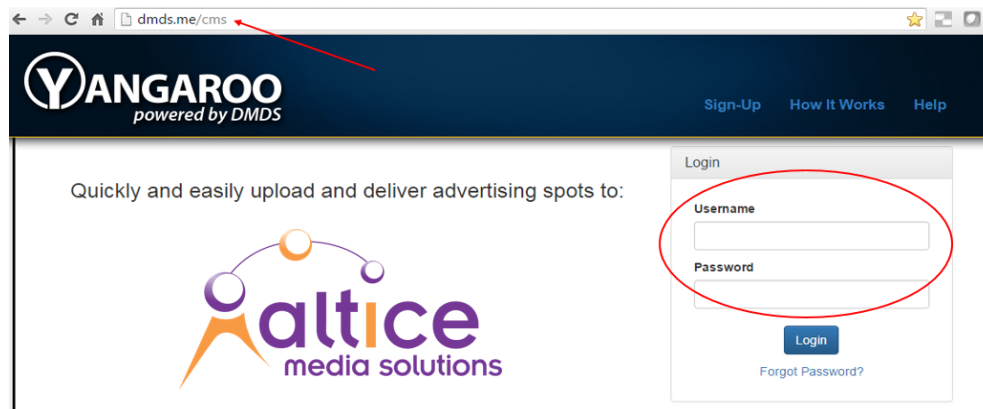 dmds.me/cms
YANGAROO
powered by DMDS
Sign-Up How It Works Help
Login
Quickly and easily upload and deliver advertising spots to:
Username
Password
altice
media solutions
Login
Forgot Password?